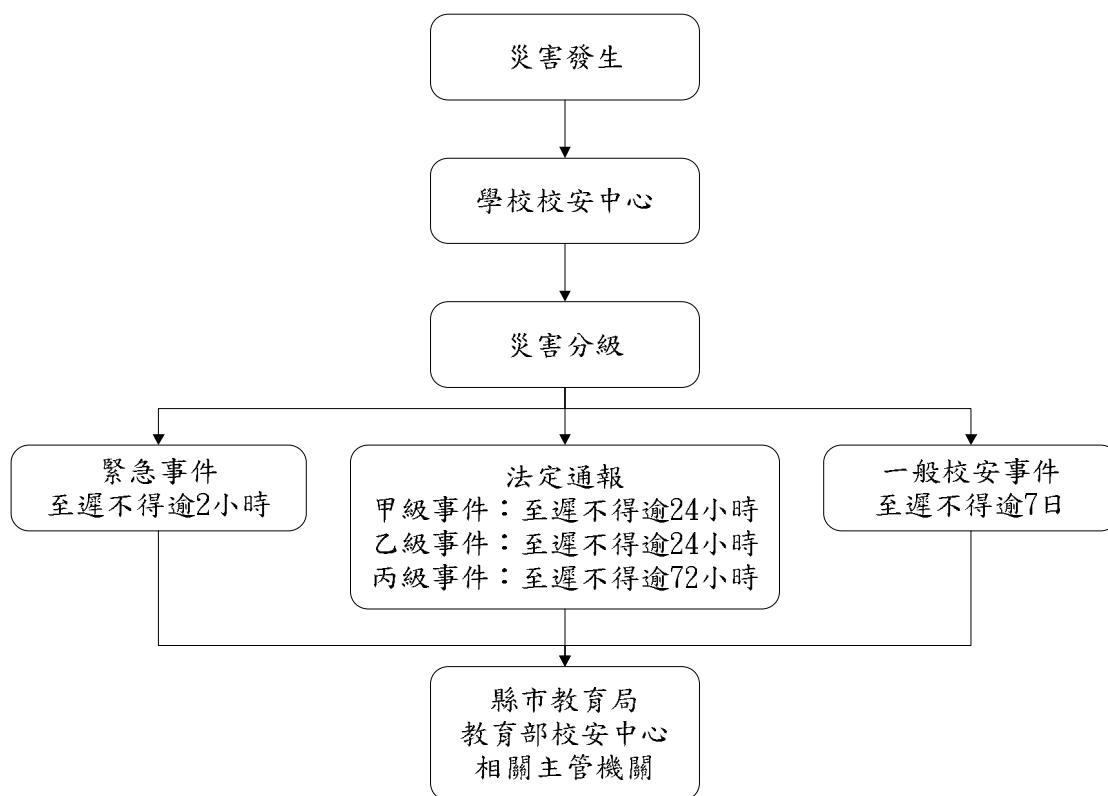 災害發生
學校校安中心
災害分級
緊急事件
至遲不得逾2小時
法定通報
甲級事件：至遲不得逾24小時
乙級事件：至遲不得逾24小時
丙級事件：至遲不得逾72小時
一般校安事件
至遲不得逾7日
縣市教育局
教育部校安中心
相關主管機關